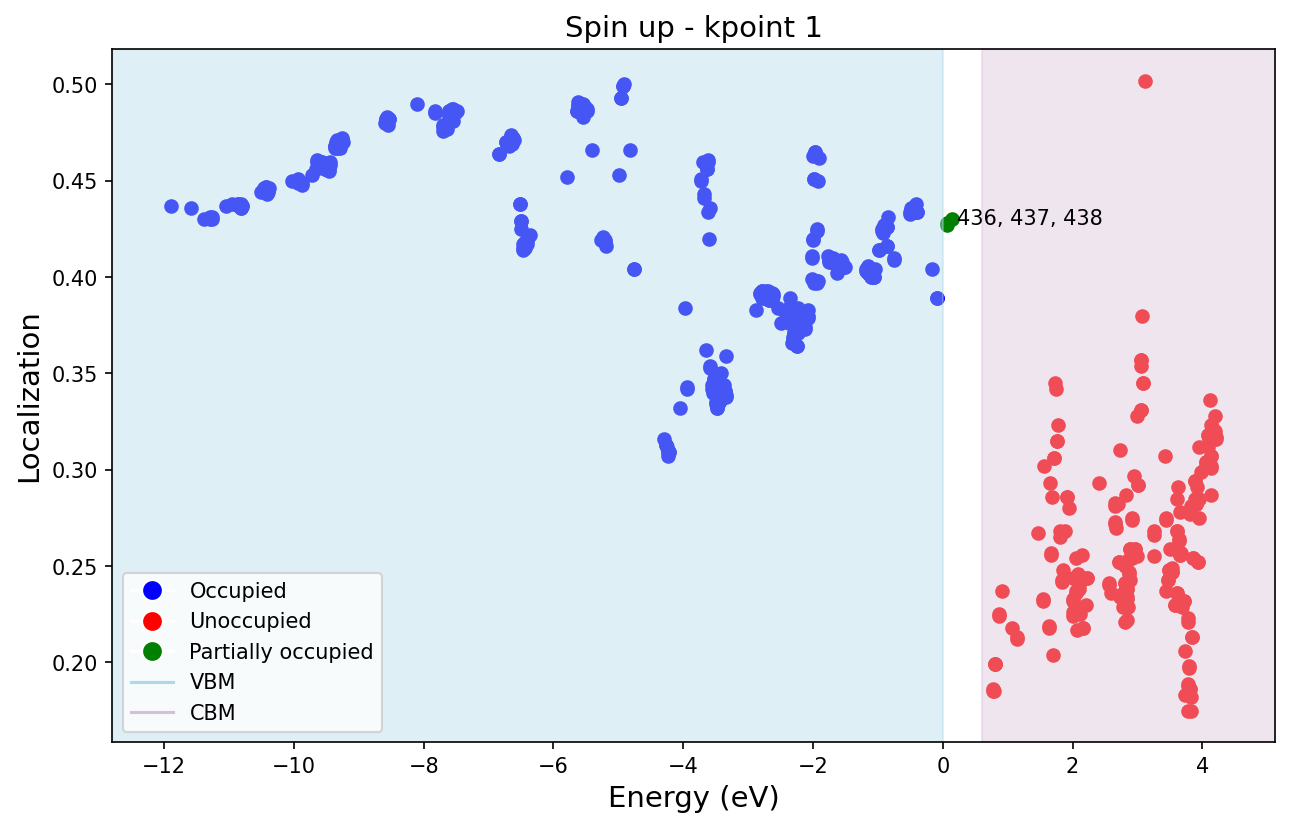 Spin up - kpoint 1
Localization
0.50
0.45
0.40
0.35
0.30
0.25
0.20
436, 437, 438
Occupied
Unoccupied
Partially occupied
VBM
CBM
−12
−10
−8
−6
−4
−2
0
2
4
Energy (eV)